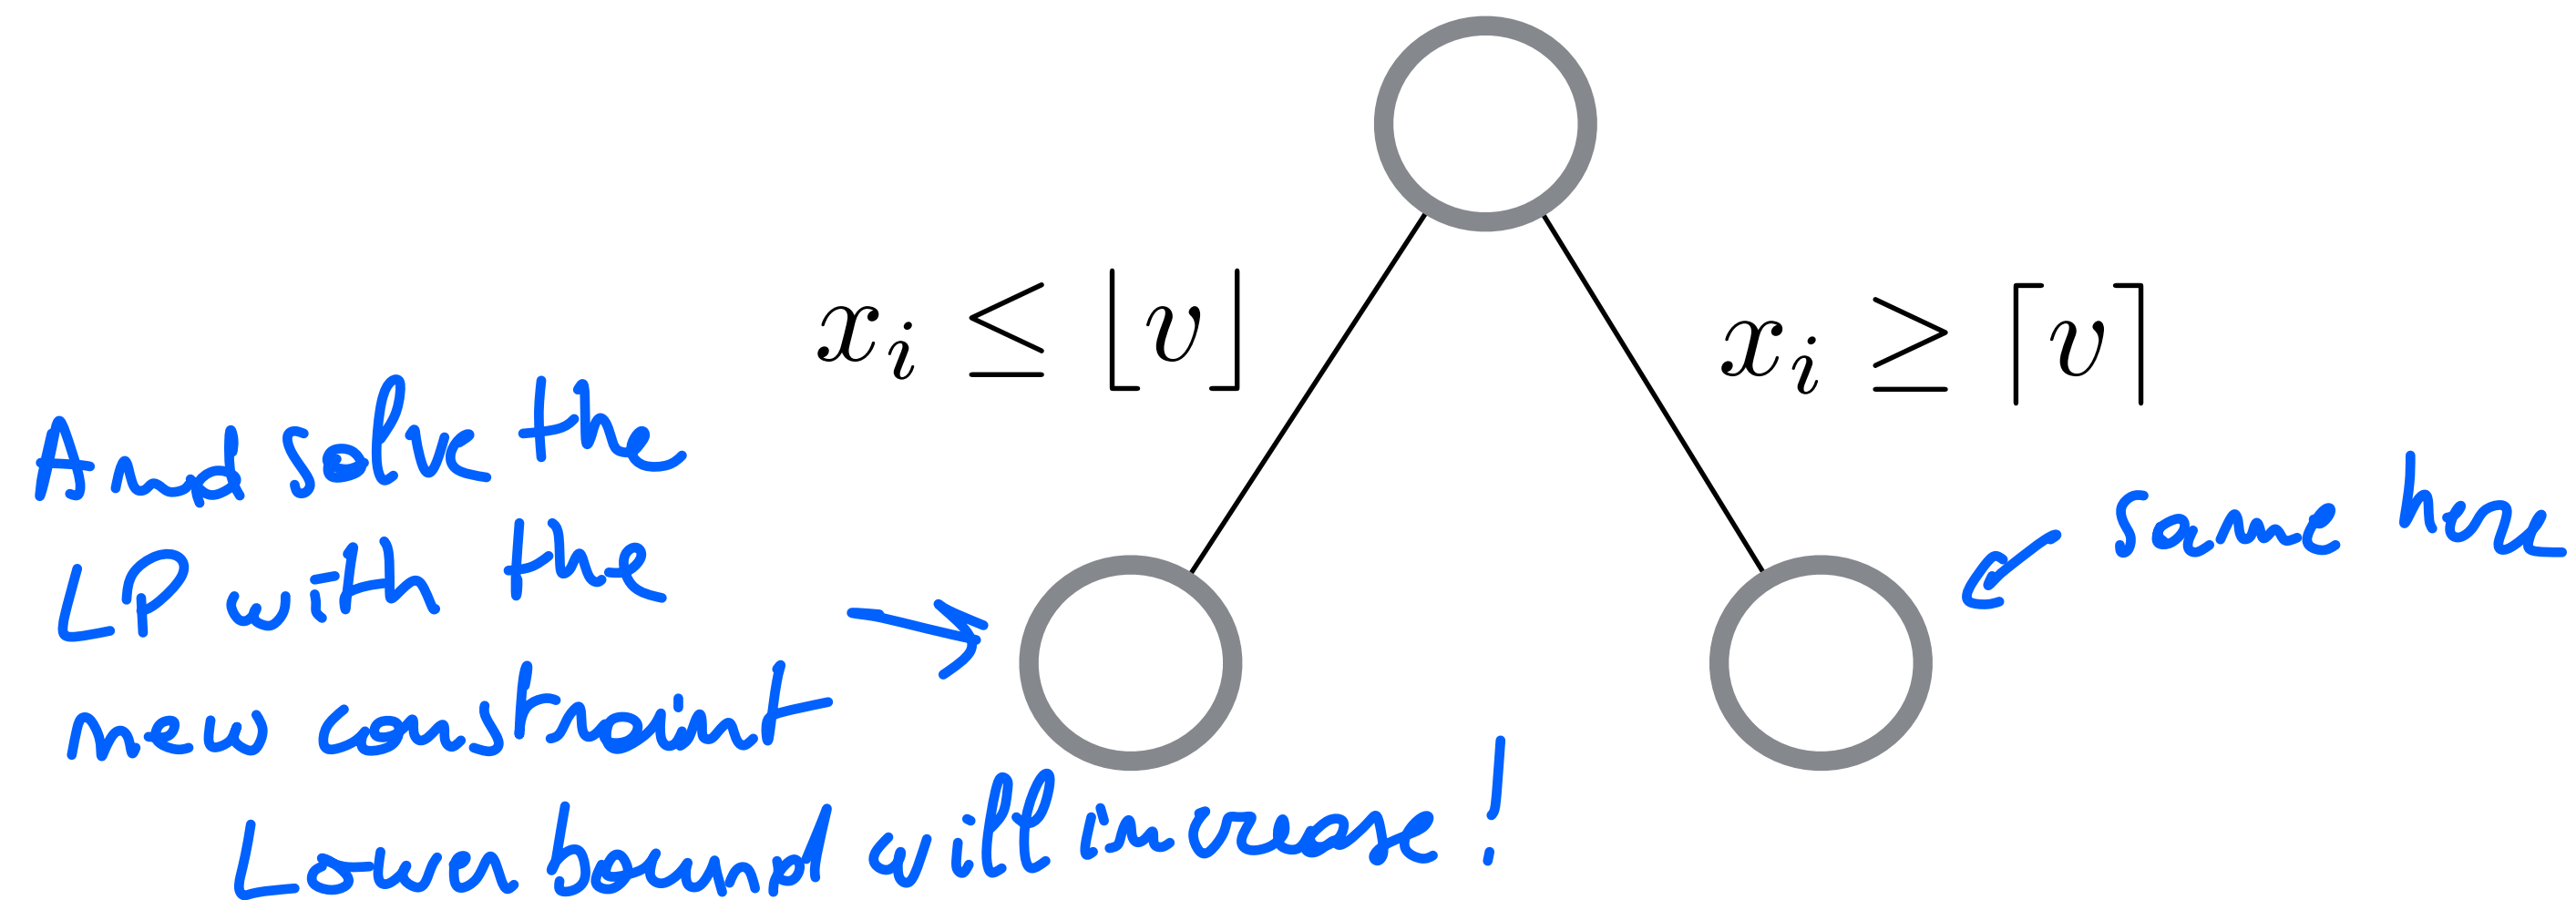 x_i ≤ ⌊v⌋
x_i ≥ ⌈v⌉
And solve the
LP with the
new constraint
Lower bound will increase!
same here